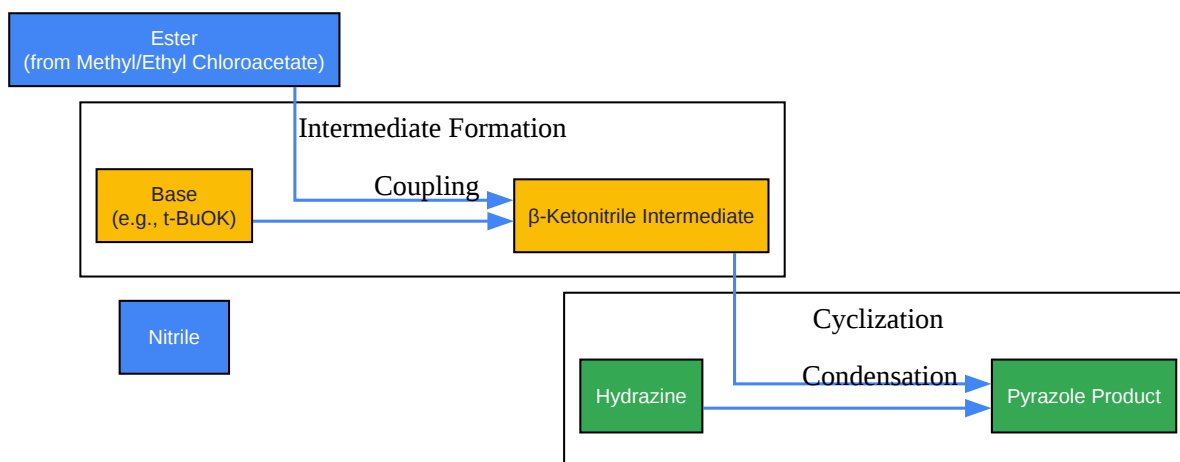 Ester
(from Methyl/Ethyl Chloroacetate)
Intermediate Formation
Base
(e.g., t-BuOK)
Coupling
β-Ketonitrile Intermediate
Nitrile
Cyclization
Hydrazine
Condensation
Pyrazole Product